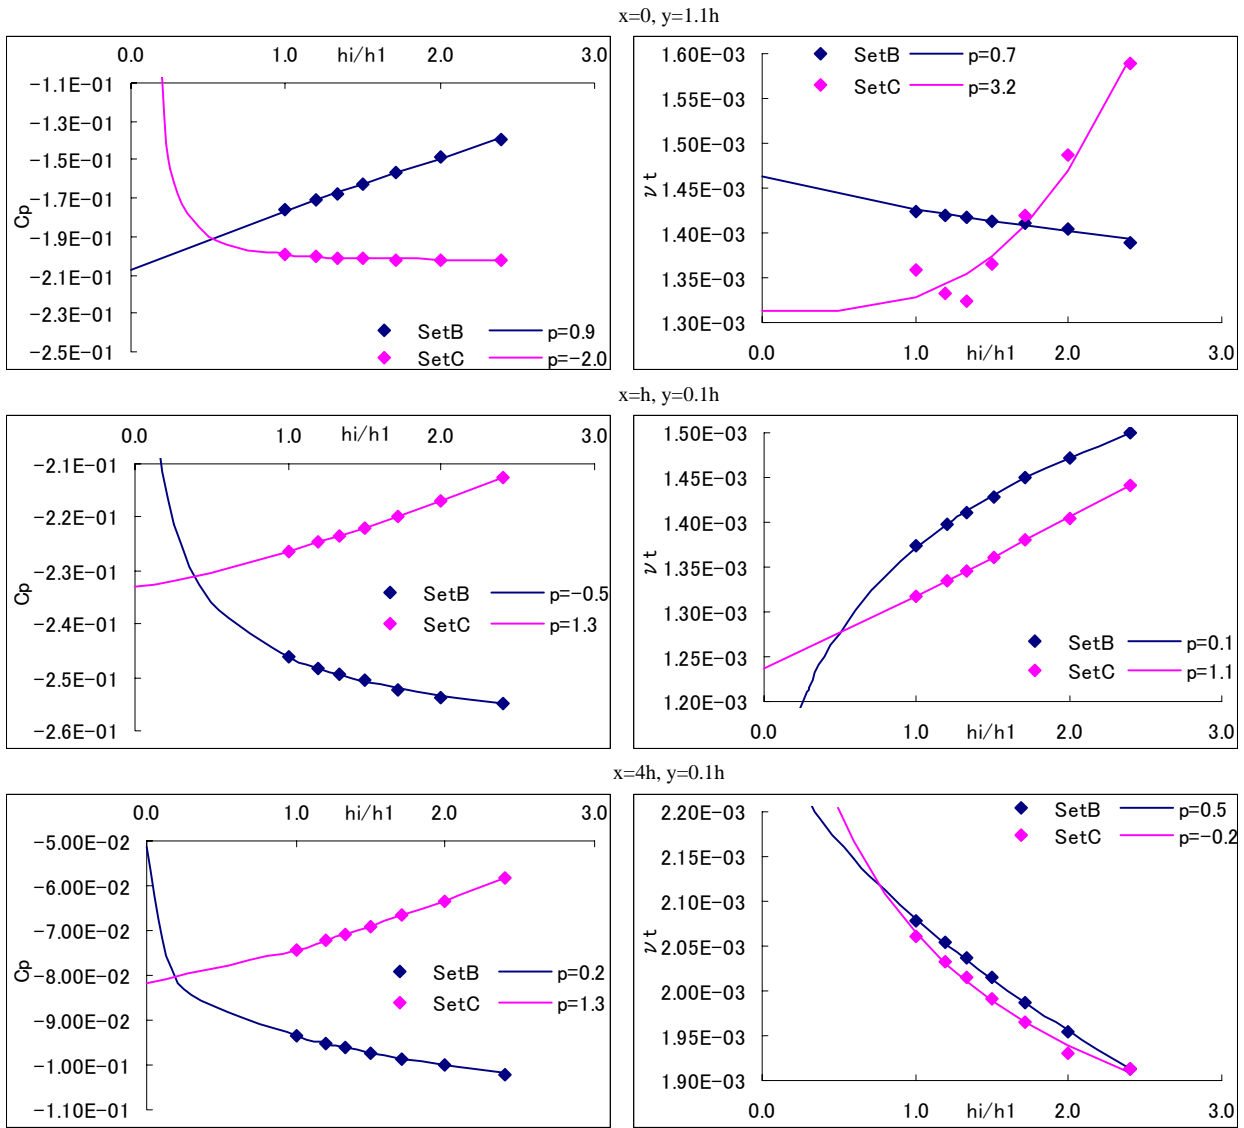 x=0, y=1.1h
0.0 1.0 hi/h1 2.0 3.0
-1.1E-01
-1.3E-01
-1.5E-01
-1.7E-01
-1.9E-01
-2.1E-01
-2.3E-01
-2.5E-01
Cp
SetB p=0.9
SetC p=-2.0
1.60E-03
1.55E-03
1.50E-03
1.45E-03
1.40E-03
1.35E-03
1.30E-03
νt
SetB p=0.7
SetC p=3.2
0.0 1.0 hi/h1 2.0 3.0
x=h, y=0.1h
0.0 1.0 hi/h1 2.0 3.0
-2.1E-01
-2.2E-01
-2.3E-01
-2.4E-01
-2.5E-01
-2.6E-01
Cp
SetB p=-0.5
SetC p=1.3
1.50E-03
1.45E-03
1.40E-03
1.35E-03
1.30E-03
1.25E-03
1.20E-03
νt
SetB p=0.1
SetC p=1.1
0.0 1.0 hi/h1 2.0 3.0
x=4h, y=0.1h
0.0 1.0 hi/h1 2.0 3.0
-5.00E-02
-6.00E-02
-7.00E-02
-8.00E-02
-9.00E-02
-1.00E-01
-1.10E-01
Cp
SetB p=0.2
SetC p=1.3
2.20E-03
2.15E-03
2.10E-03
2.05E-03
2.00E-03
1.95E-03
1.90E-03
νt
SetB p=0.5
SetC p=-0.2
0.0 1.0 hi/h1 2.0 3.0